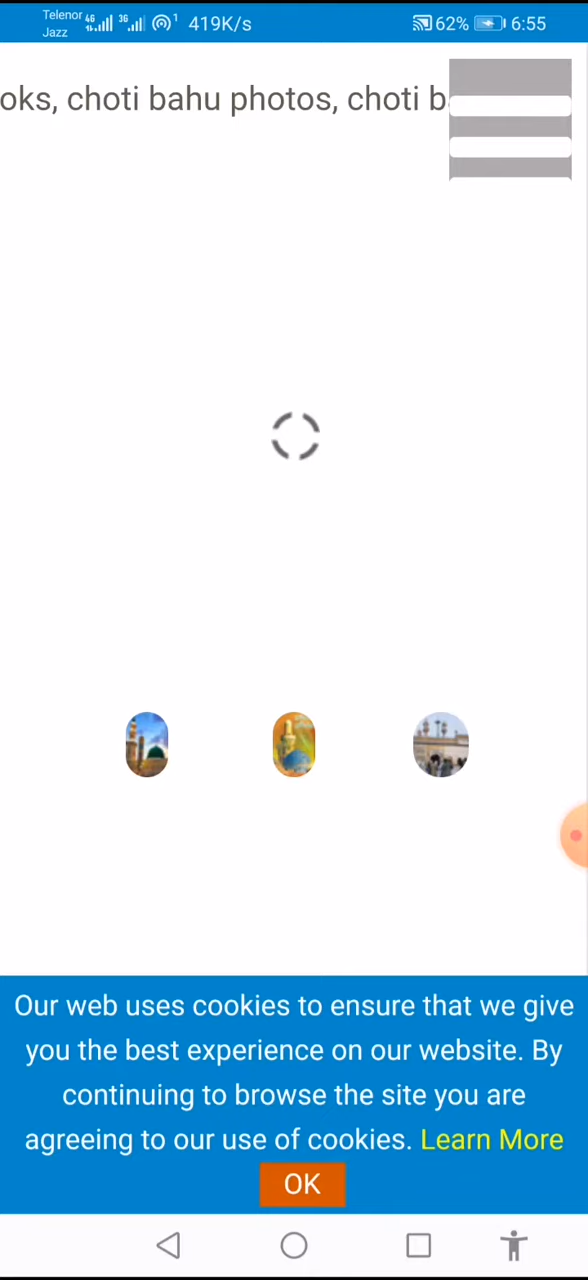 Telenor 4G 3G 1 419K/s 62% 6:55
Jazz
oks, choti bahu photos, choti b
Our web uses cookies to ensure that we give
you the best experience on our website. By
continuing to browse the site you are
agreeing to our use of cookies. Learn More
OK